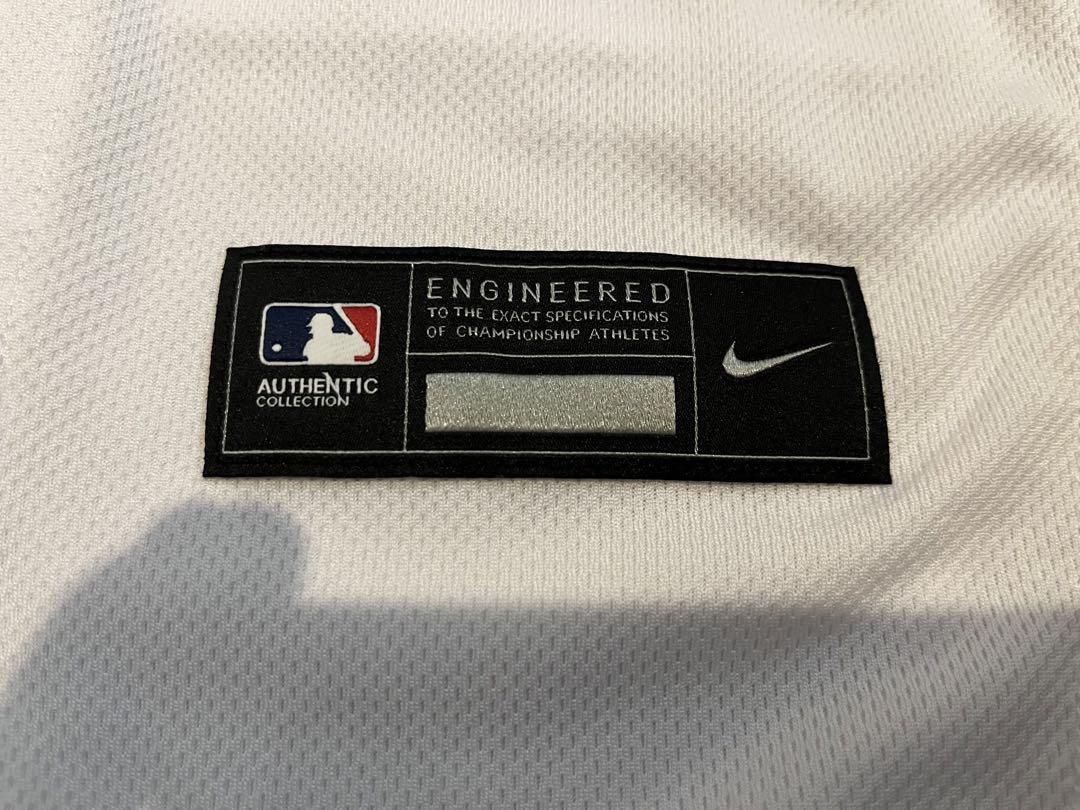 ENGINEERED
TO THE EXACT SPECIFICATIONS
OF CHAMPIONSHIP ATHLETES
AUTHENTIC
COLLECTION